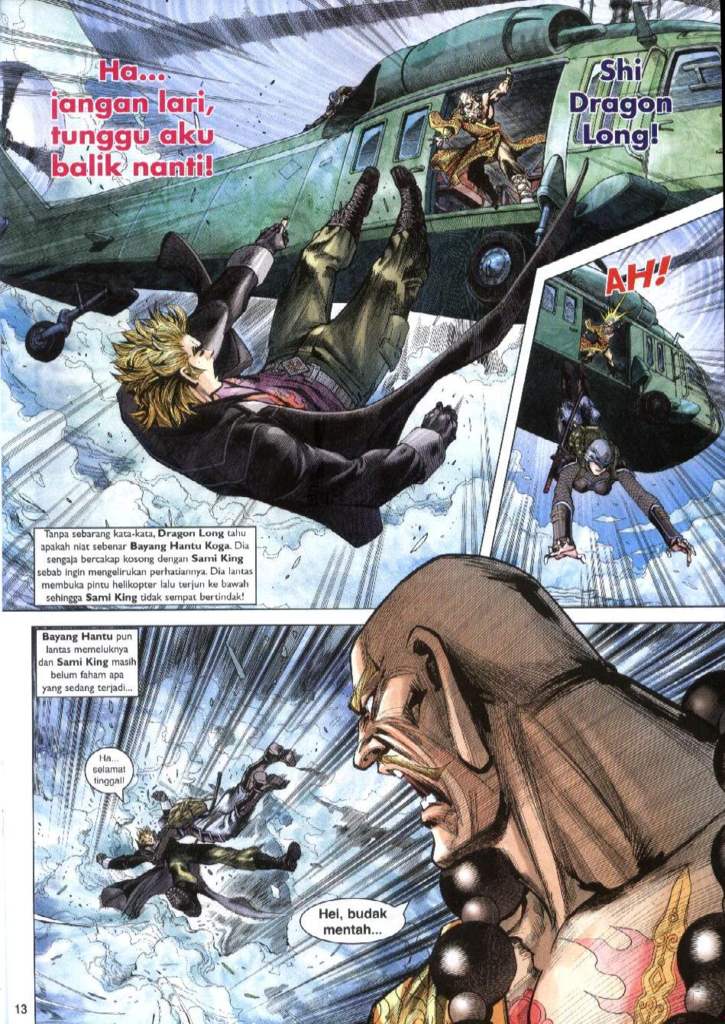 Ha...
jangan lari,
tunggu aku
balik nanti!
Shi
Dragon
Long!
AH!
Tanpa sebarang kata-kata, Dragon Long tahu
apakah niat sebenar Bayang Hantu Koga. Dia
sengaja bercakap kosong dengan Sami King
sebab ingin mengelirukan perhatiannya. Dia lantas
membuka pintu helikopter lalu terjun ke bawah
sehingga Sami King tidak sempat bertindak!
Bayang Hantu pun
lantas memeluknya
dan Sami King masih
belum faham apa
yang sedang terjadi...
Ha...
selamat
tinggal!
Hei, budak
mentah...
13